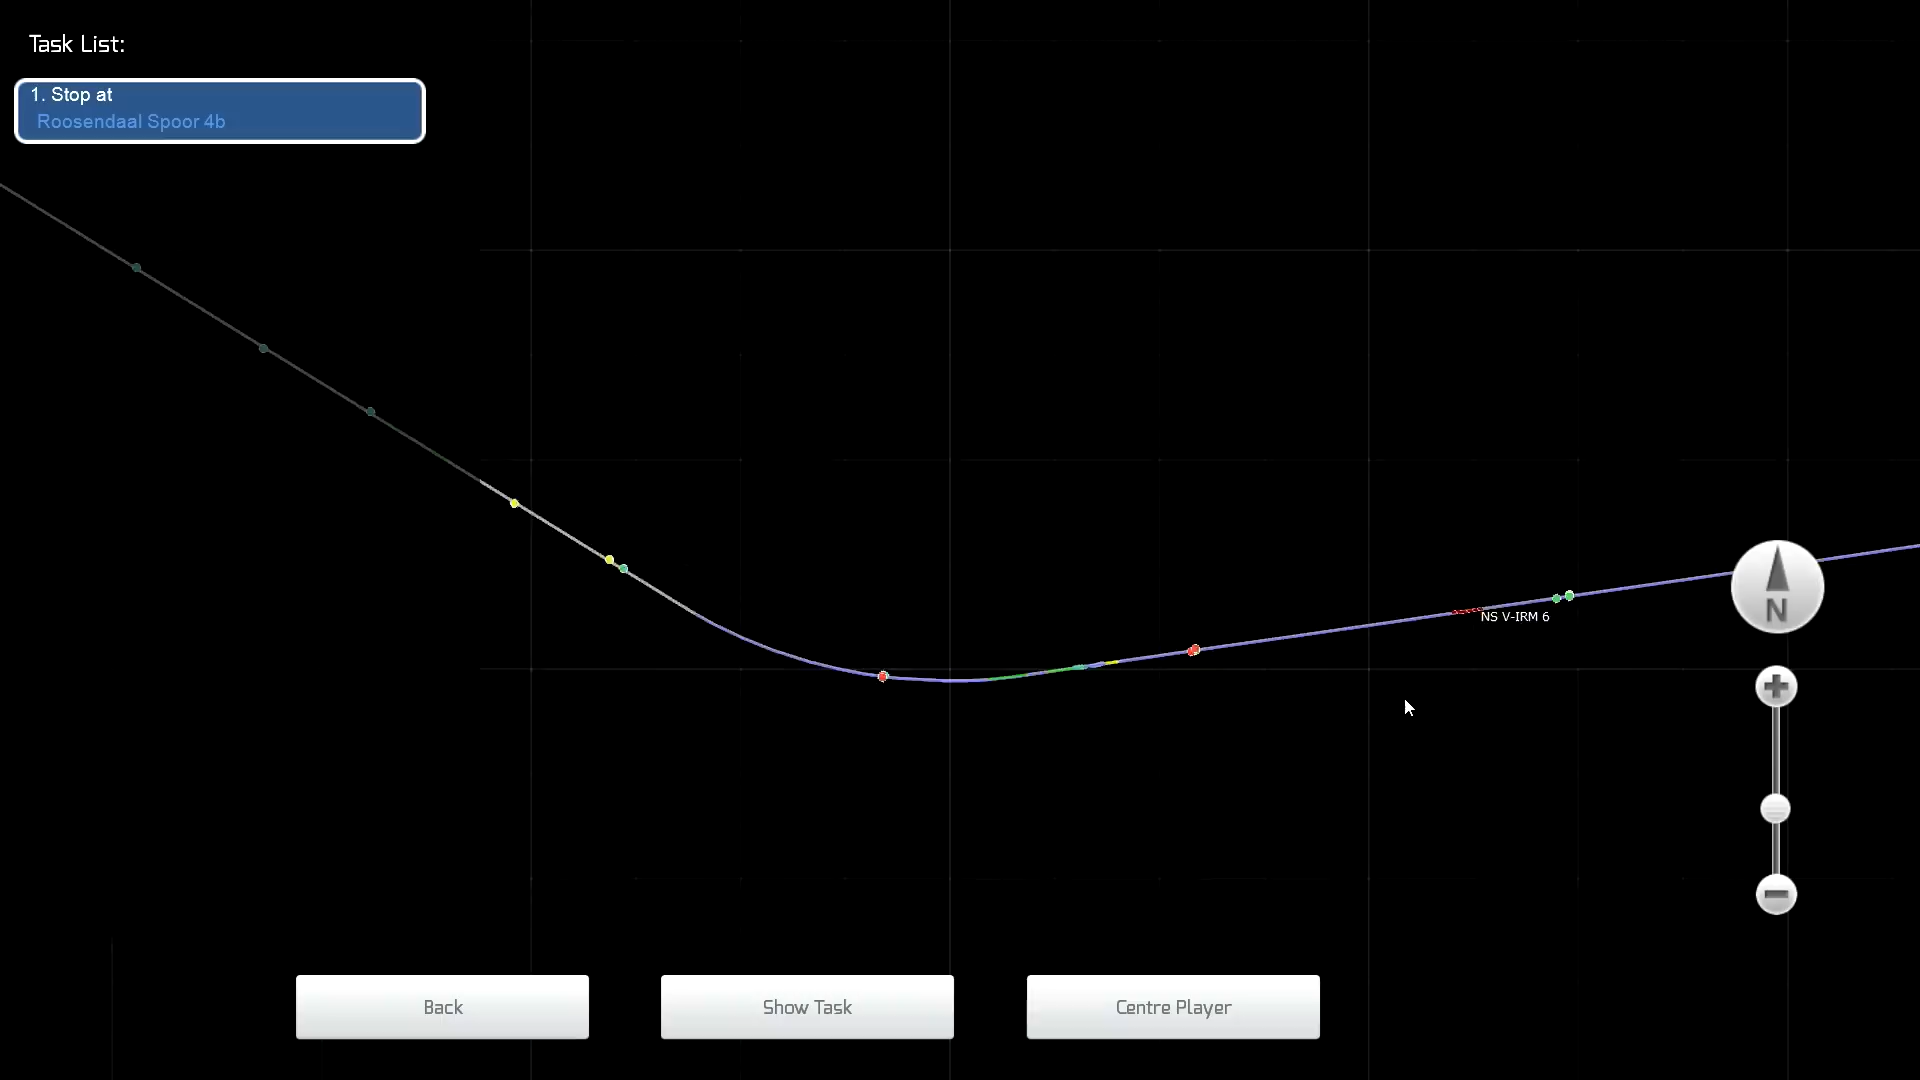 Task List:
1. Stop at
Roosendaal Spoor 4b
NS V-IRM 6
N
Back
Show Task
Centre Player